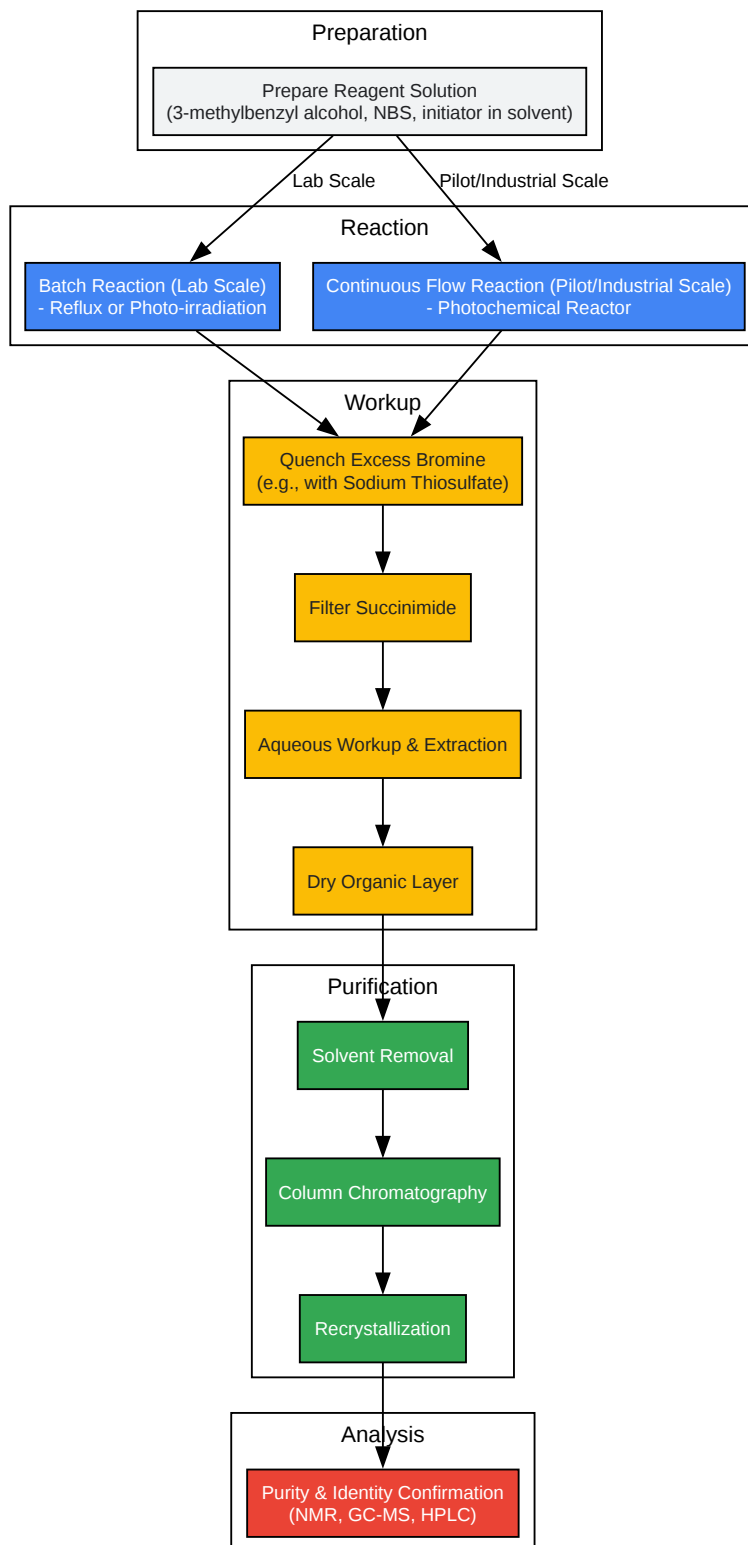 Preparation
Prepare Reagent Solution
(3-methylbenzyl alcohol, NBS, initiator in solvent)
Lab Scale
Pilot/Industrial Scale
Reaction
Batch Reaction (Lab Scale)
- Reflux or Photo-irradiation
Continuous Flow Reaction (Pilot/Industrial Scale)
- Photochemical Reactor
Workup
Quench Excess Bromine
(e.g., with Sodium Thiosulfate)
Filter Succinimide
Aqueous Workup & Extraction
Dry Organic Layer
Purification
Solvent Removal
Column Chromatography
Recrystallization
Analysis
Purity & Identity Confirmation
(NMR, GC-MS, HPLC)